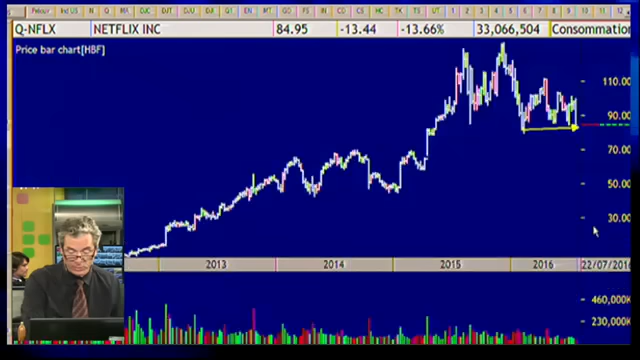 Q-NFLX NETFLIX INC 84.95 -13.44 -13.66% 33,066,504 Consommation
Price bar chart[HBF]
110.00
90.00
70.00
50.00
30.00
2013 2014 2015 2016 22/07/2016
460,000K
230,000K